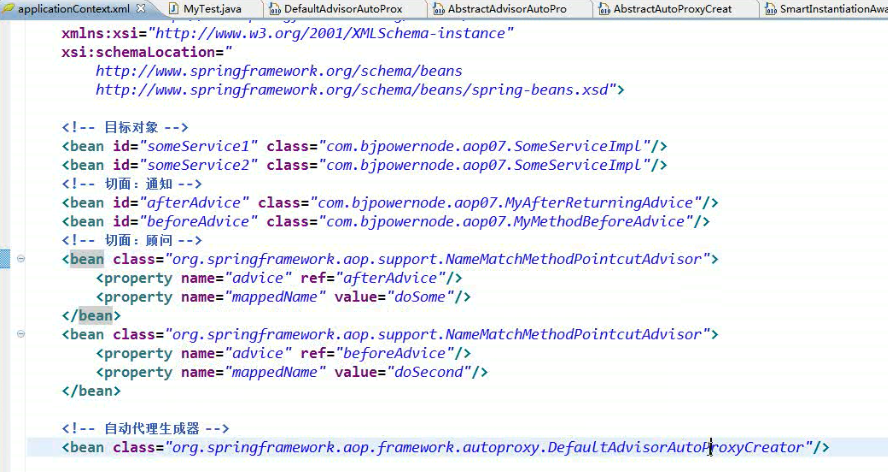 applicationContext.xml MyTest.java DefaultAdvisorAutoProx AbstractAdvisorAutoPro AbstractAutoProxyCreat SmartInstantiationAwa
xmlns:xsi="http://www.w3.org/2001/XMLSchema-instance"
xsi:schemaLocation="
http://www.springframework.org/schema/beans
http://www.springframework.org/schema/beans/spring-beans.xsd">
<!-- 目标对象 -->
<bean id="someService1" class="com.bjpowernode.aop07.SomeServiceImpl"/>
<bean id="someService2" class="com.bjpowernode.aop07.SomeServiceImpl"/>
<!-- 切面：通知 -->
<bean id="afterAdvice" class="com.bjpowernode.aop07.MyAfterReturningAdvice"/>
<bean id="beforeAdvice" class="com.bjpowernode.aop07.MyMethodBeforeAdvice"/>
<!-- 切面：顾问 -->
<bean class="org.springframework.aop.support.NameMatchMethodPointcutAdvisor">
<property name="advice" ref="afterAdvice"/>
<property name="mappedName" value="doSome"/>
</bean>
<bean class="org.springframework.aop.support.NameMatchMethodPointcutAdvisor">
<property name="advice" ref="beforeAdvice"/>
<property name="mappedName" value="doSecond"/>
</bean>
<!-- 自动代理生成器 -->
<bean class="org.springframework.aop.framework.autoproxy.DefaultAdvisorAutoProxyCreator"/>